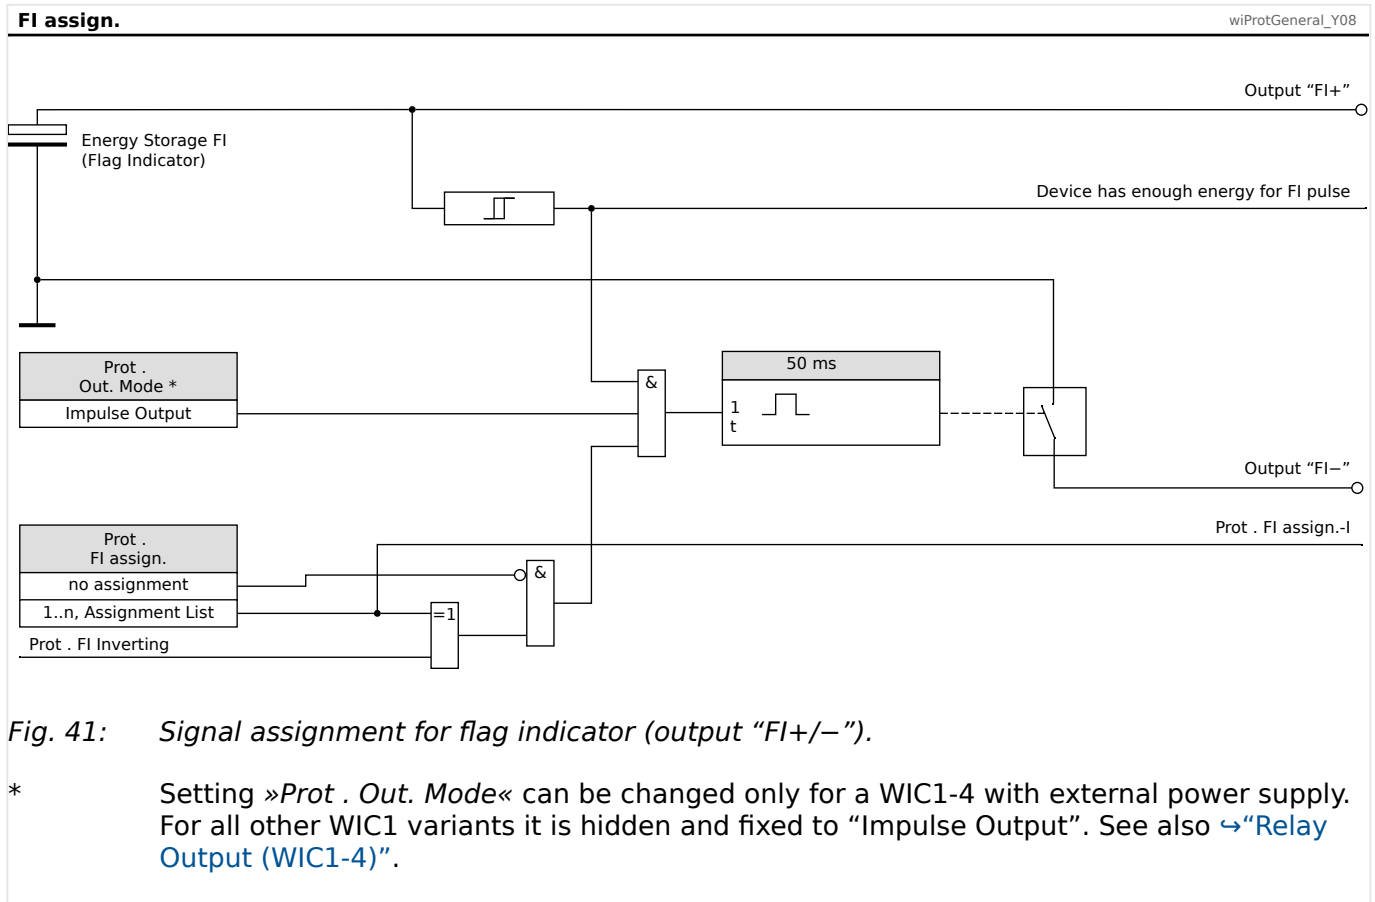 FI assign.
wiProtGeneral_Y08
Output “FI+”
Energy Storage FI
(Flag Indicator)
Device has enough energy for FI pulse
Prot .
Out. Mode *
Impulse Output
&
50 ms
1
t
Output “FI−”
Prot . FI assign.-I
Prot .
FI assign.
no assignment
1..n, Assignment List
&
=1
Prot . FI Inverting
Fig. 41: Signal assignment for flag indicator (output “FI+/−”).
* Setting »Prot . Out. Mode« can be changed only for a WIC1-4 with external power supply.
For all other WIC1 variants it is hidden and fixed to “Impulse Output”. See also ↪“Relay
Output (WIC1-4)”.